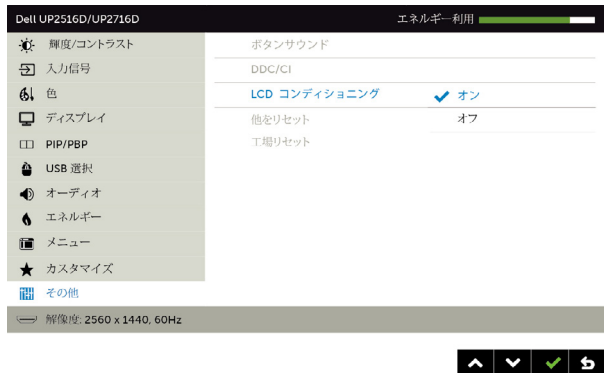 Dell UP2516D/UP2716D
エネルギー利用
輝度/コントラスト
ボタンサウンド
入力信号
DDC/CI
色
LCD コンディショニング
オン
ディスプレイ
他をリセット
オフ
PIP/PBP
工場リセット
USB 選択
オーディオ
エネルギー
メニュー
カスタマイズ
その他
解像度: 2560 x 1440, 60Hz